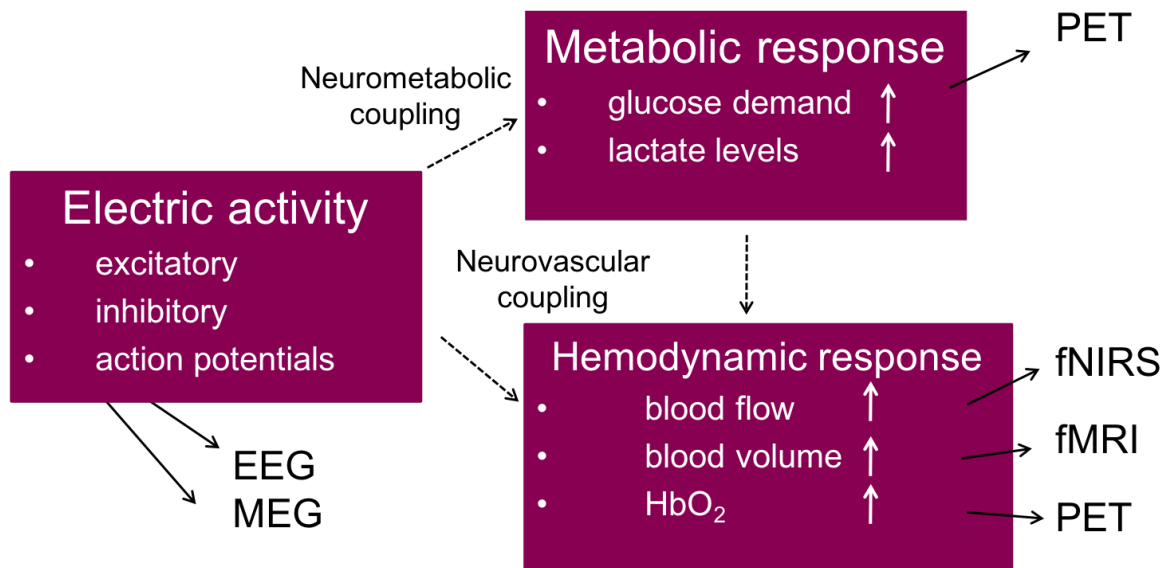 Metabolic response
• glucose demand ↑
• lactate levels ↑
PET
Neurometabolic
coupling
Electric activity
• excitatory
• inhibitory
• action potentials
Neurovascular
coupling
Hemodynamic response
• blood flow ↑
• blood volume ↑
• HbO₂ ↑
fNIRS
fMRI
PET
EEG
MEG